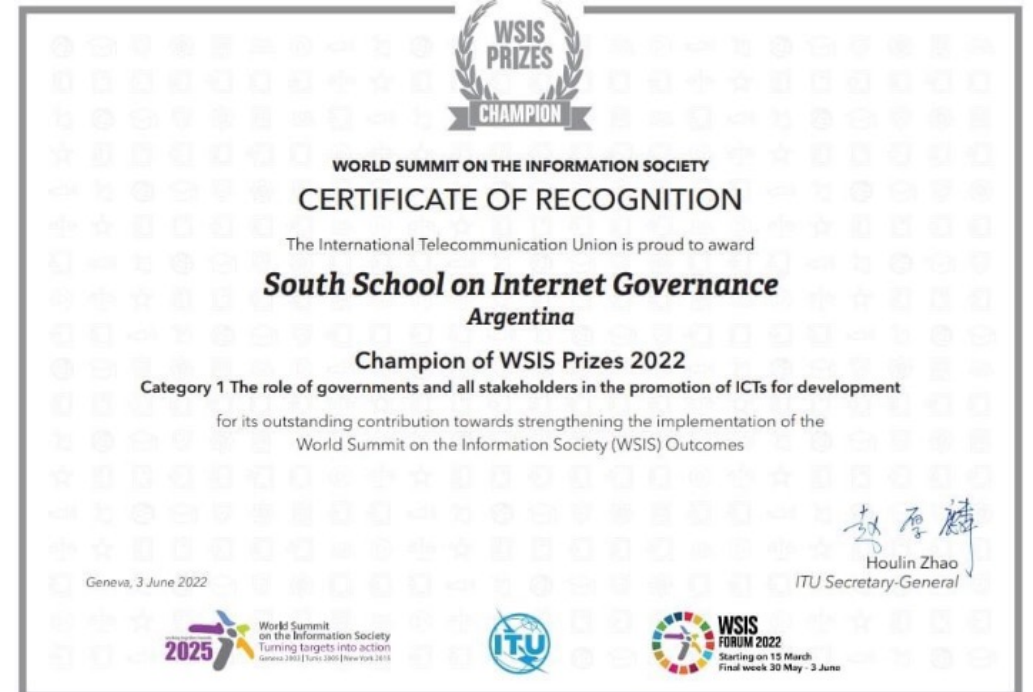 WSIS
PRIZES
CHAMPION
WORLD SUMMIT ON THE INFORMATION SOCIETY
CERTIFICATE OF RECOGNITION
The International Telecommunication Union is proud to award
South School on Internet Governance
Argentina
Champion of WSIS Prizes 2022
Category 1 The role of governments and all stakeholders in the promotion of ICTs for development
for its outstanding contribution towards strengthening the implementation of the
World Summit on the Information Society (WSIS) Outcomes
赵厚麟
Houlin Zhao
ITU Secretary-General
Geneva, 3 June 2022
2025
World Summit
on the Information Society
Turning targets into action
Geneva 2003 | Tunis 2005 | New York 2015
ITU
WSIS
FORUM 2022
Starting on 15 March
Final week 30 May - 3 June